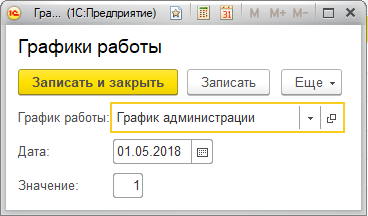 Гра... (1С:Предприятие) M M+ M−
Графики работы
Записать и закрыть Записать Еще
График работы: График администрации
Дата: 01.05.2018
Значение: 1